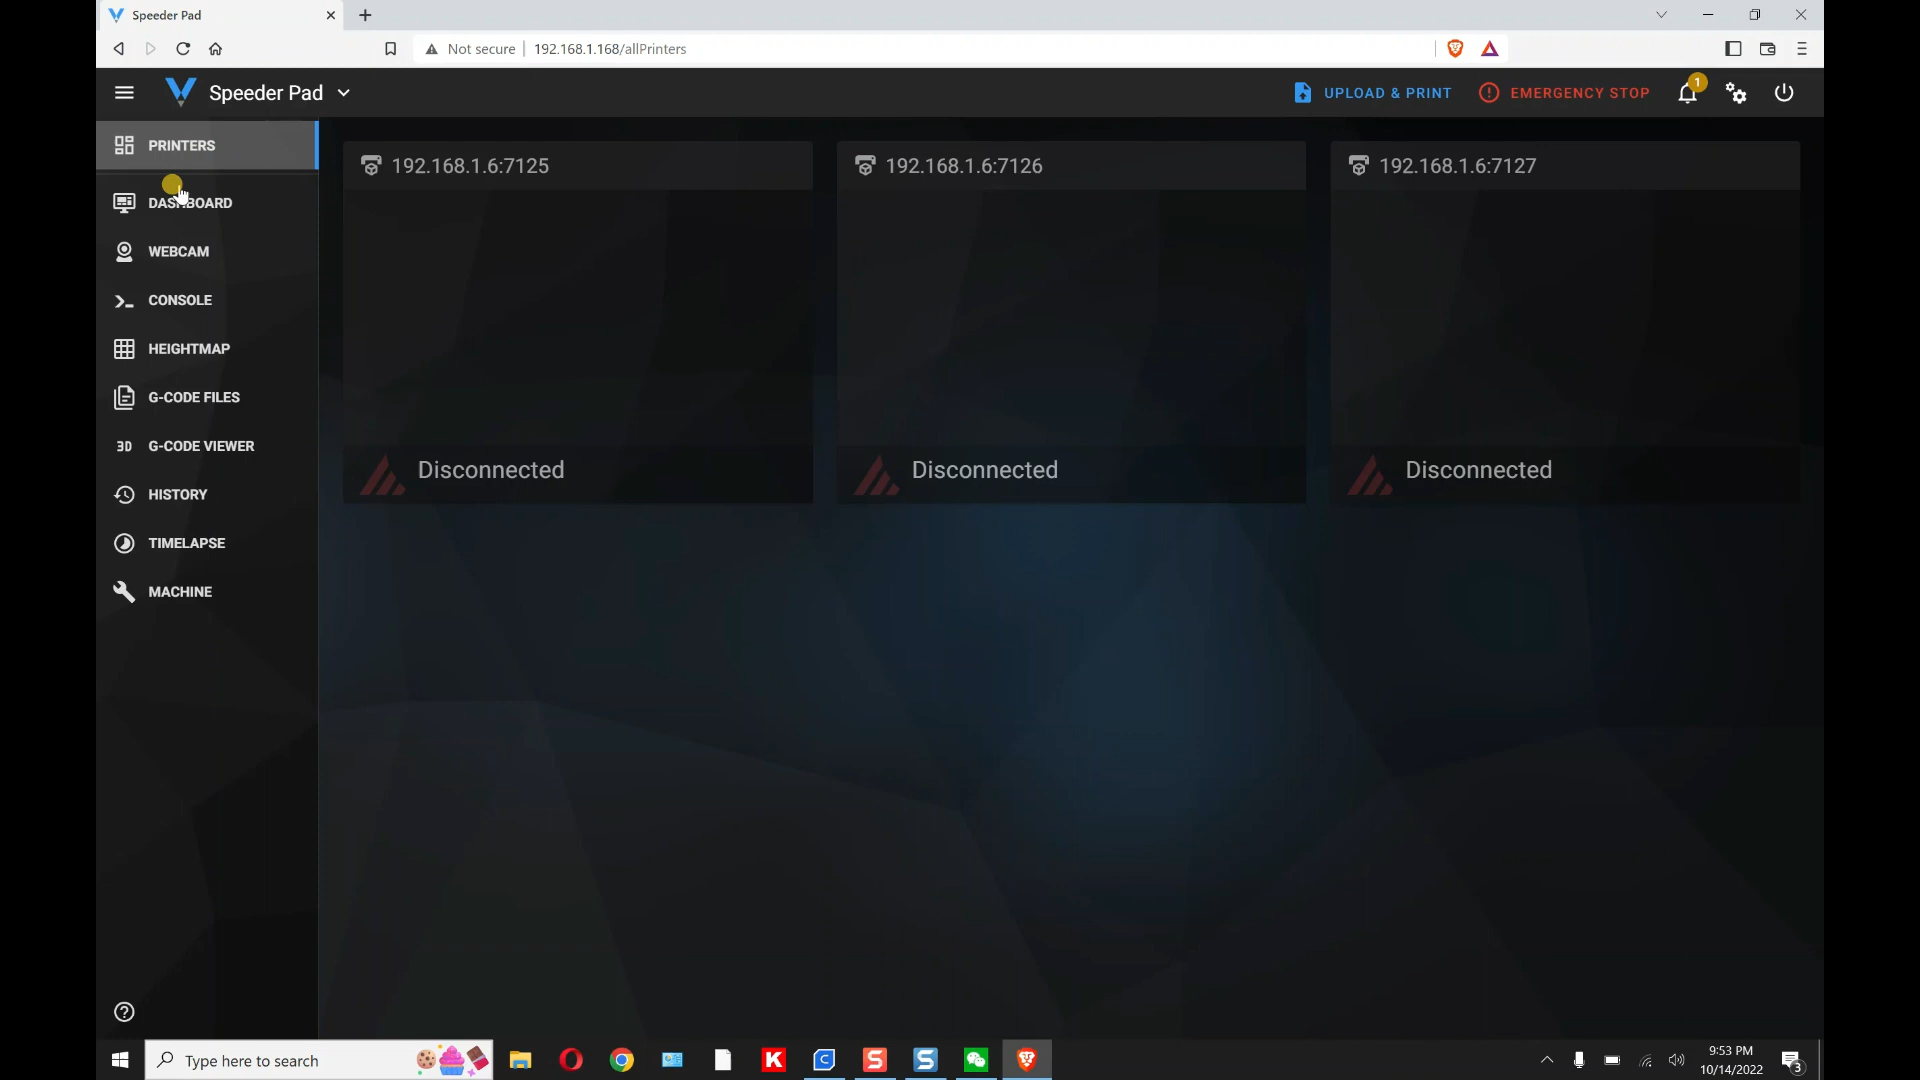 Speeder Pad
Not secure
192.168.1.168/allPrinters
Speeder Pad
UPLOAD & PRINT
EMERGENCY STOP
1
PRINTERS
DASHBOARD
WEBCAM
CONSOLE
HEIGHTMAP
G-CODE FILES
3D G-CODE VIEWER
HISTORY
TIMELAPSE
MACHINE
192.168.1.6:7125
Disconnected
192.168.1.6:7126
Disconnected
192.168.1.6:7127
Disconnected
Type here to search
K
C
S
S
9:53 PM
10/14/2022
3